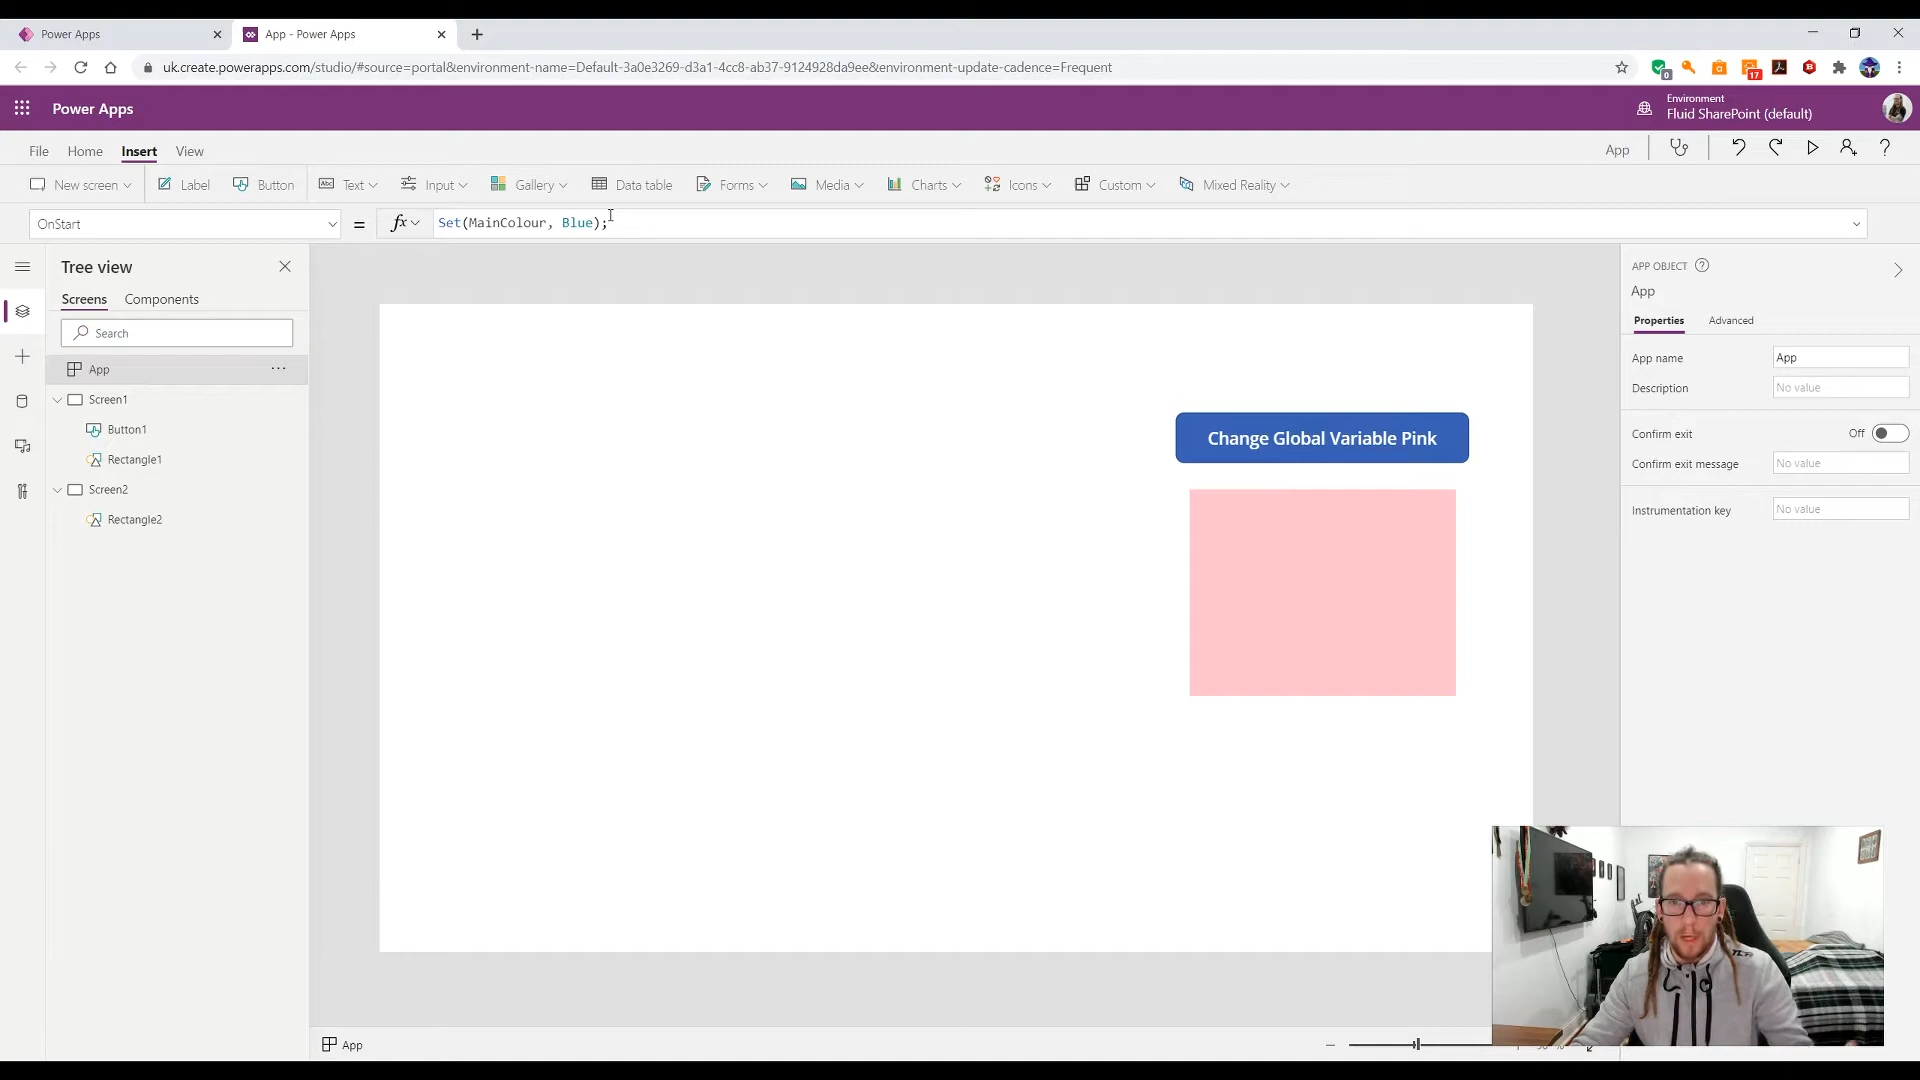 Power Apps
App - Power Apps
uk.create.powerapps.com/studio/#source=portal&environment-name=Default-3a0e3269-d3a1-4cc8-ab37-9124928da9ee&environment-update-cadence=Frequent
0
17
Power Apps
Environment
Fluid SharePoint (default)
File Home Insert View
App
New screen Label Button Text Input Gallery Data table Forms Media Charts Icons Custom Mixed Reality
OnStart = fx Set(MainColour, Blue);
Tree view
Screens Components
Search
App
Screen1
Button1
Rectangle1
Screen2
Rectangle2
Change Global Variable Pink
APP OBJECT
App
Properties Advanced
App name App
Description No value
Confirm exit Off
Confirm exit message No value
Instrumentation key No value
App